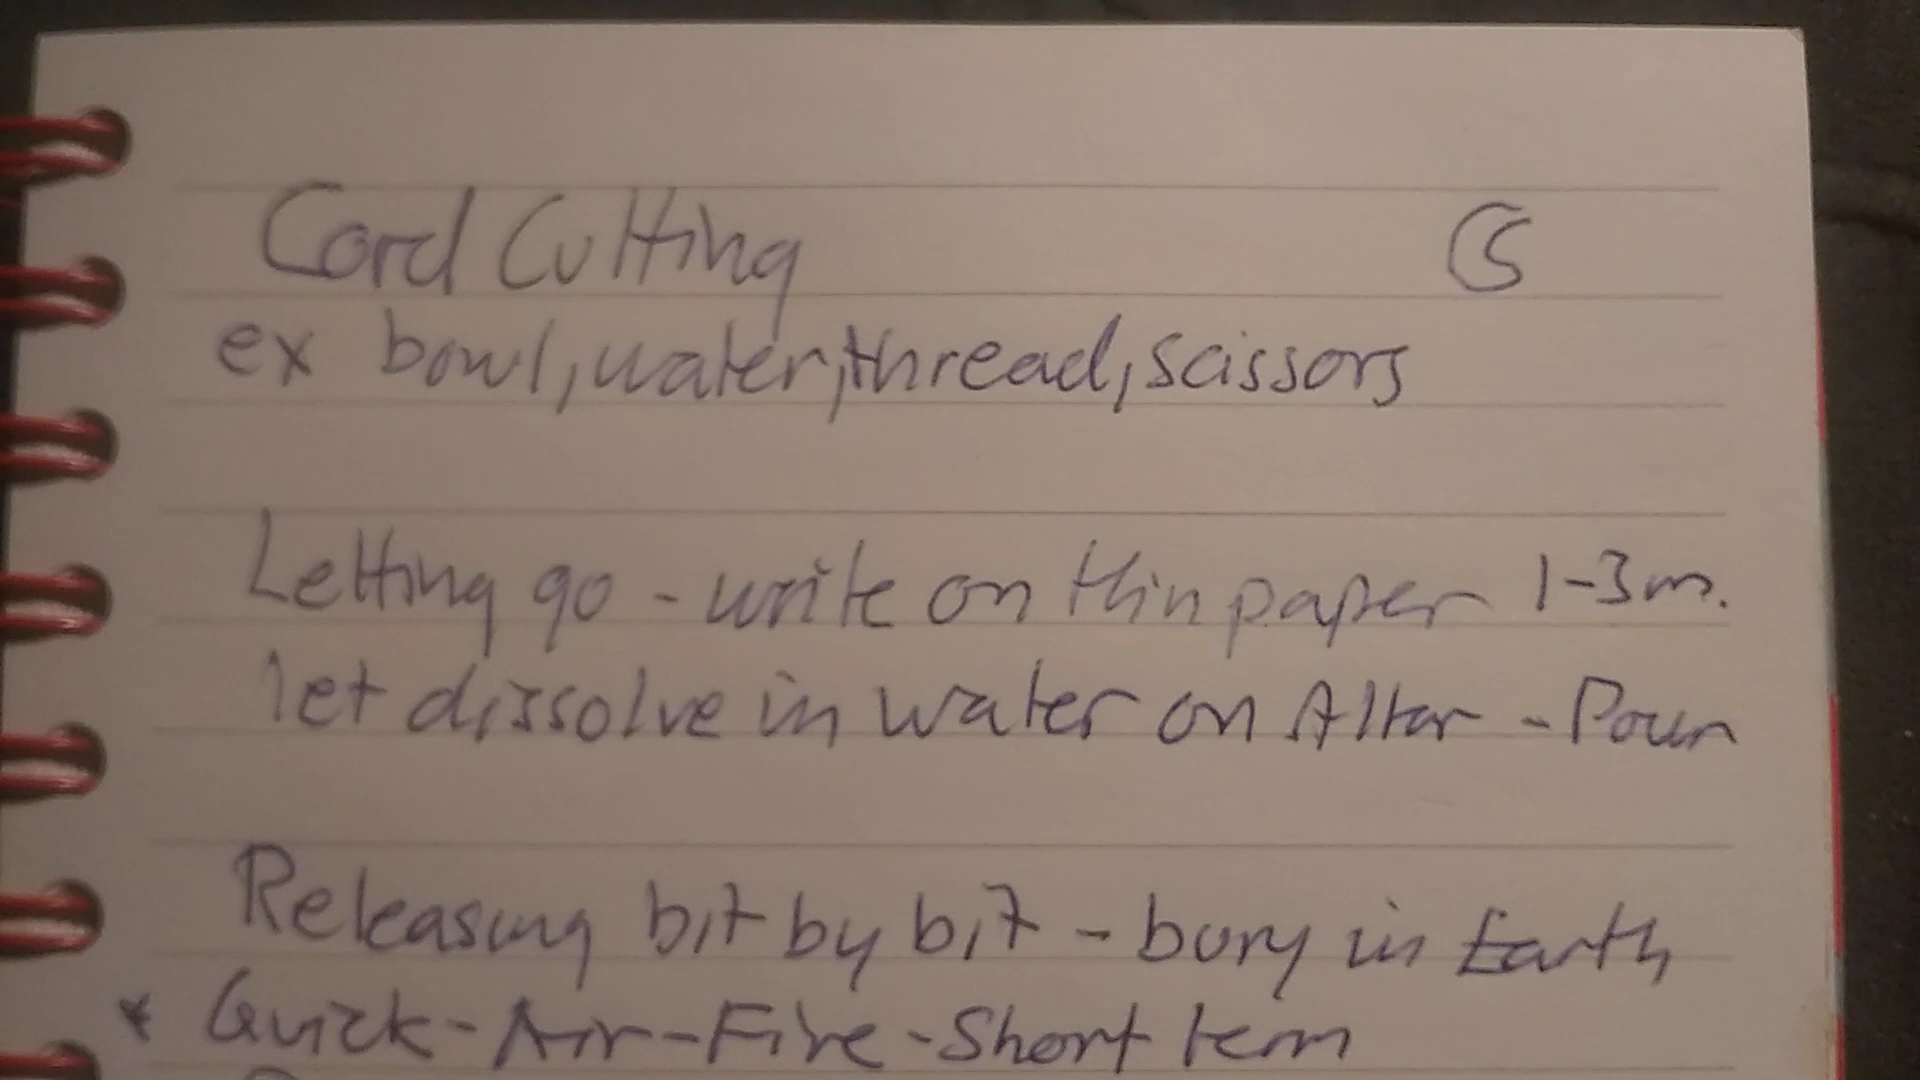 Cord Cutting
ex bowl, water, thread, scissors
Letting go - write on thin paper 1-3m.
let dissolve in water on Altar - Pour
Releasing bit by bit - bury in Earth
* Quick - Air - Fire - Short term